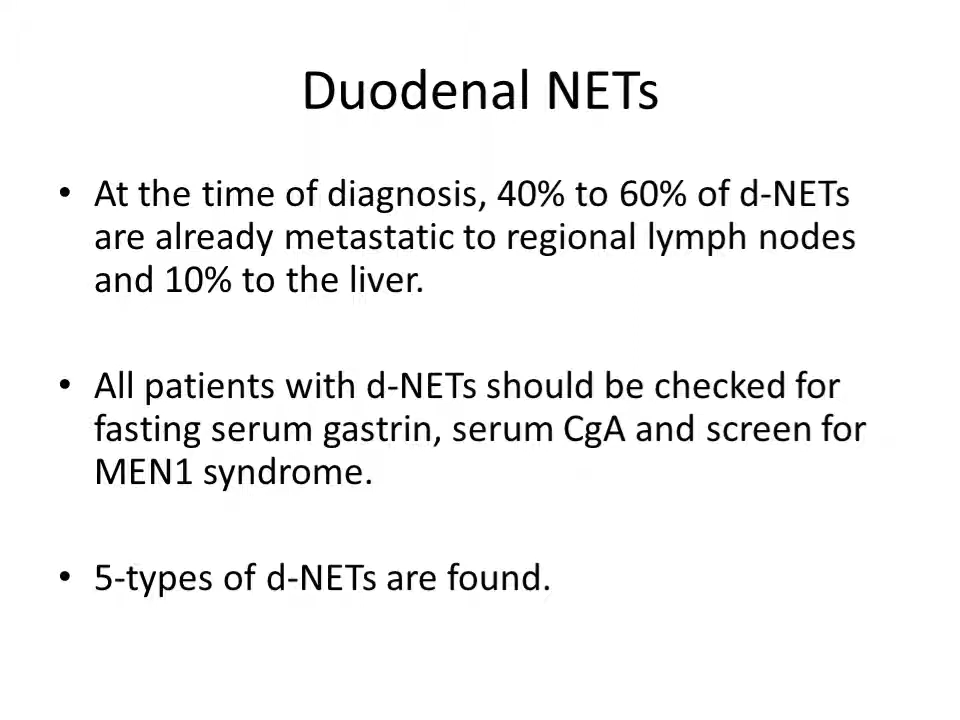 Duodenal NETs
• At the time of diagnosis, 40% to 60% of d-NETs
are already metastatic to regional lymph nodes
and 10% to the liver.
• All patients with d-NETs should be checked for
fasting serum gastrin, serum CgA and screen for
MEN1 syndrome.
• 5-types of d-NETs are found.